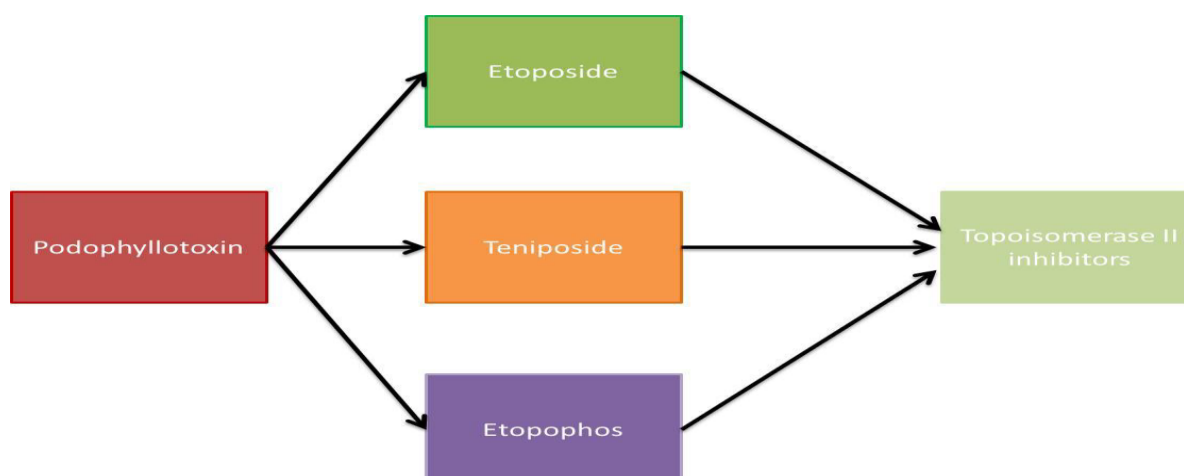 Etoposide
Podophyllotoxin
Teniposide
Topoisomerase II
inhibitors
Etopophos